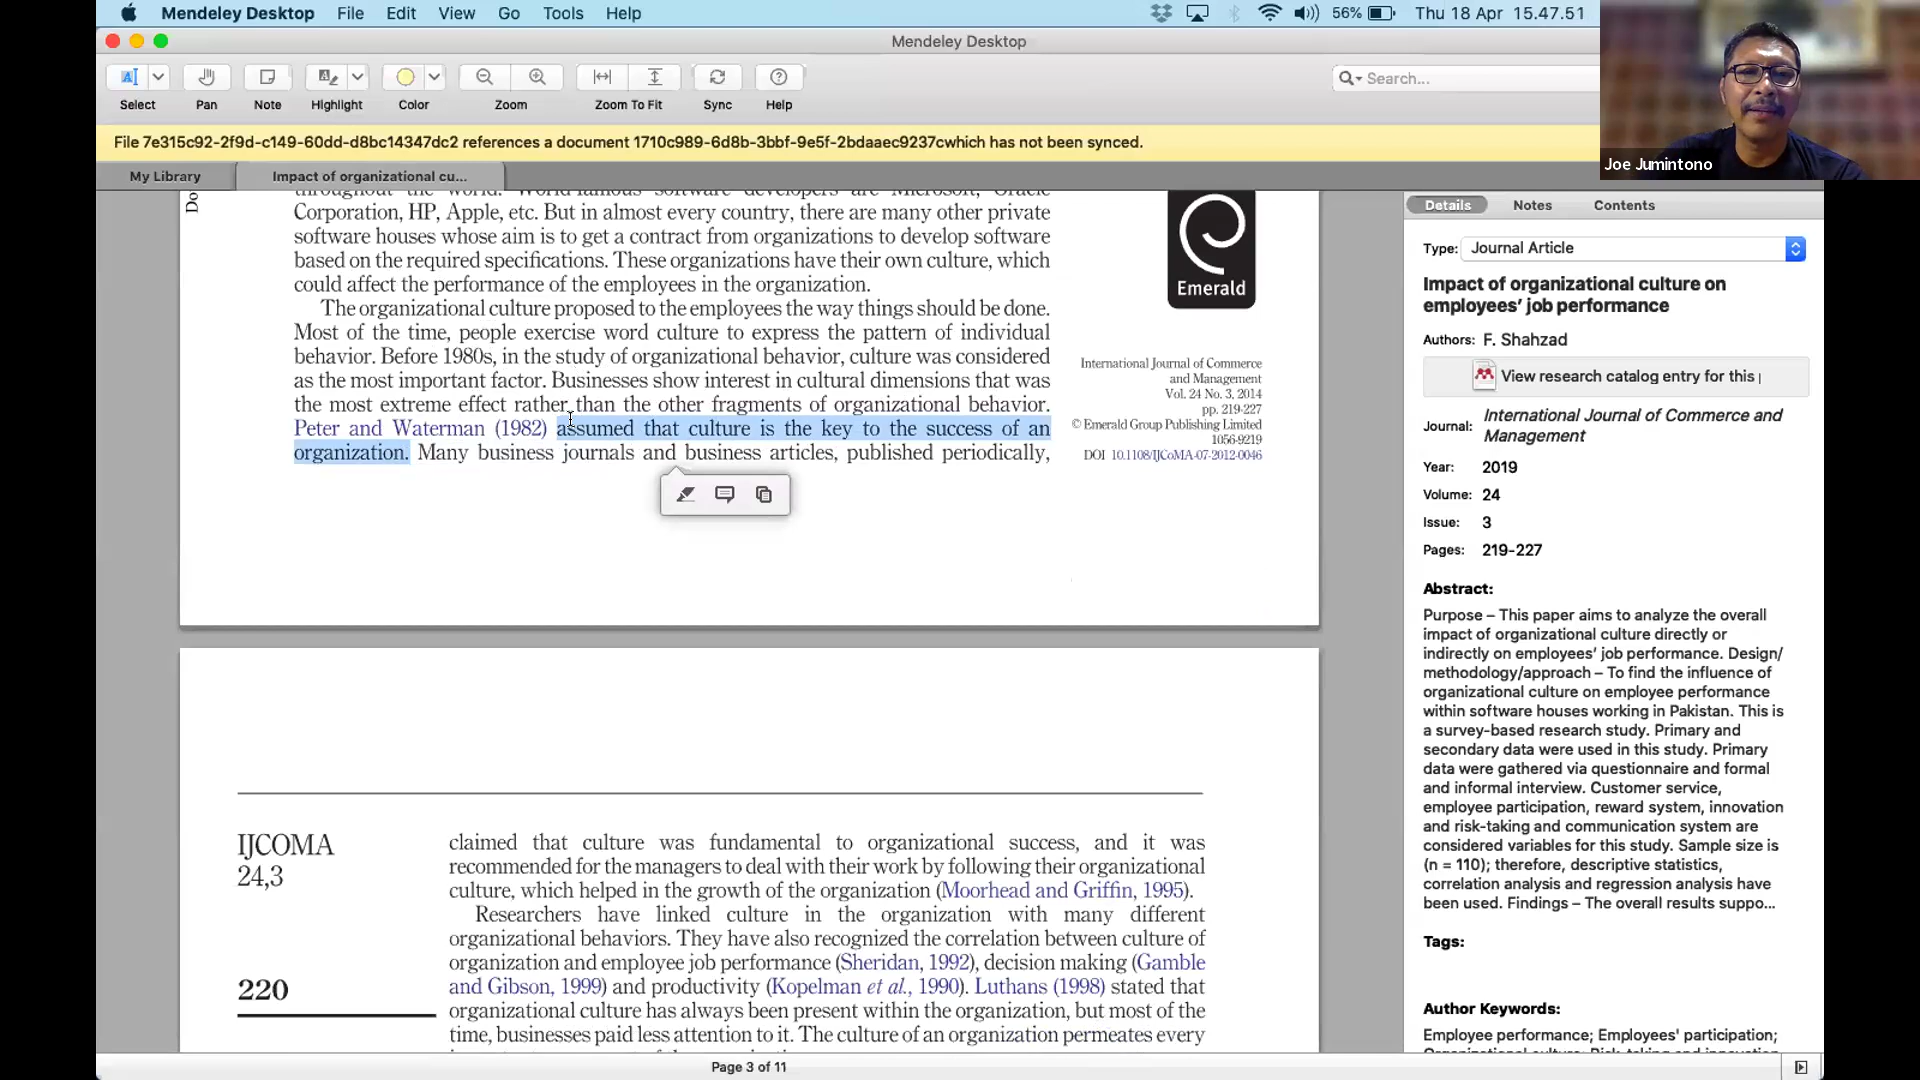 Mendeley Desktop File Edit View Go Tools Help
56% Thu 18 Apr 15.47.51
Mendeley Desktop
Search...
Select Pan Note Highlight Color Zoom Zoom To Fit Sync Help
File 7e315c92-2f9d-c149-60dd-d8bc14347dc2 references a document 1710c989-6d8b-3bbf-9e5f-2bdaaec9237cwhich has not been synced.
Joe Jumintono
My Library
Impact of organizational cu...
Do
throughout the world. World-famous software developers are Microsoft, Oracle
Corporation, HP, Apple, etc. But in almost every country, there are many other private
software houses whose aim is to get a contract from organizations to develop software
based on the required specifications. These organizations have their own culture, which
could affect the performance of the employees in the organization.
The organizational culture proposed to the employees the way things should be done.
Most of the time, people exercise word culture to express the pattern of individual
behavior. Before 1980s, in the study of organizational behavior, culture was considered
as the most important factor. Businesses show interest in cultural dimensions that was
the most extreme effect rather than the other fragments of organizational behavior.
Peter and Waterman (1982) assumed that culture is the key to the success of an
organization. Many business journals and business articles, published periodically,
Emerald
International Journal of Commerce
and Management
Vol. 24 No. 3, 2014
pp. 219-227
© Emerald Group Publishing Limited
1056-9219
DOI 10.1108/IJCoMA-07-2012-0046
IJCOMA
24,3
220
claimed that culture was fundamental to organizational success, and it was
recommended for the managers to deal with their work by following their organizational
culture, which helped in the growth of the organization (Moorhead and Griffin, 1995).
Researchers have linked culture in the organization with many different
organizational behaviors. They have also recognized the correlation between culture of
organization and employee job performance (Sheridan, 1992), decision making (Gamble
and Gibson, 1999) and productivity (Kopelman et al., 1990). Luthans (1998) stated that
organizational culture has always been present within the organization, but most of the
time, businesses paid less attention to it. The culture of an organization permeates every
Page 3 of 11
Details Notes Contents
Type: Journal Article
Impact of organizational culture on
employees' job performance
Authors: F. Shahzad
View research catalog entry for this
Journal: International Journal of Commerce and
Management
Year: 2019
Volume: 24
Issue: 3
Pages: 219-227
Abstract:
Purpose – This paper aims to analyze the overall
impact of organizational culture directly or
indirectly on employees' job performance. Design/
methodology/approach – To find the influence of
organizational culture on employee performance
within software houses working in Pakistan. This is
a survey-based research study. Primary and
secondary data were used in this study. Primary
data were gathered via questionnaire and formal
and informal interview. Customer service,
employee participation, reward system, innovation
and risk-taking and communication system are
considered variables for this study. Sample size is
(n = 110); therefore, descriptive statistics,
correlation analysis and regression analysis have
been used. Findings – The overall results suppo...
Tags:
Author Keywords:
Employee performance; Employees' participation;
Organizational culture; Risk-taking and innovation